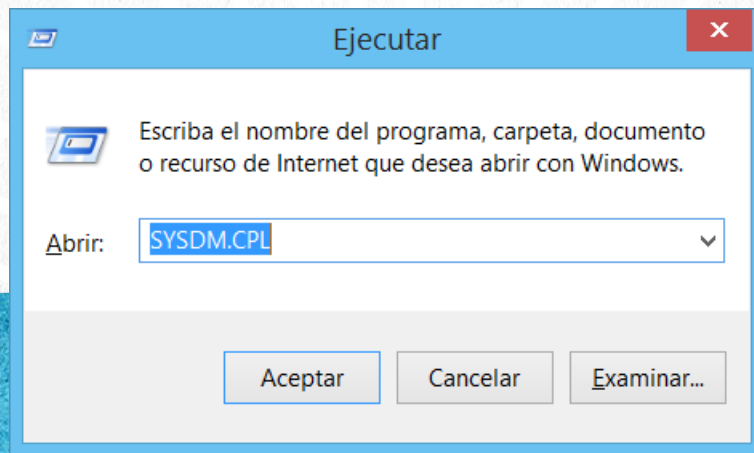 Ejecutar
Escriba el nombre del programa, carpeta, documento
o recurso de Internet que desea abrir con Windows.
Abrir: SYSDM.CPL
Aceptar Cancelar Examinar...